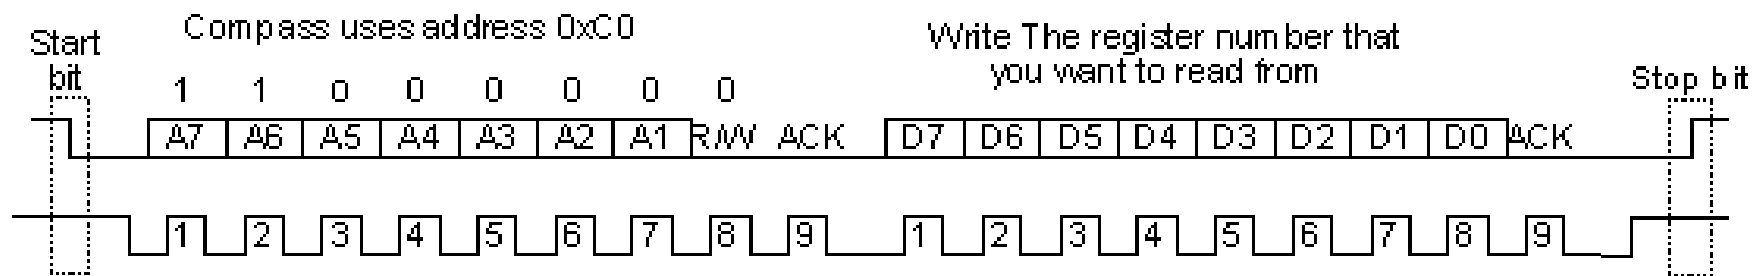 Compass uses address 0xC0
Write The register number that
you want to read from
Start
bit
Stop bit
1 1 0 0 0 0 0 0
A7 A6 A5 A4 A3 A2 A1 R/W ACK D7 D6 D5 D4 D3 D2 D1 D0 ACK
1 2 3 4 5 6 7 8 9 1 2 3 4 5 6 7 8 9